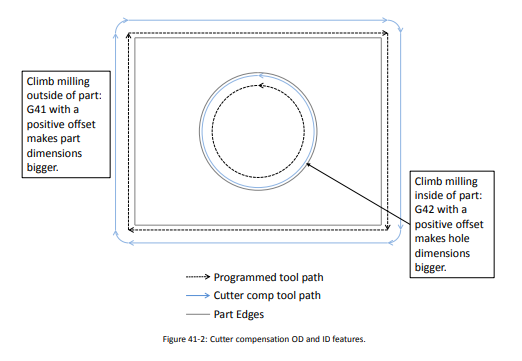 Climb milling
outside of part:
G41 with a
positive offset
makes part
dimensions
bigger.
Climb milling
inside of part:
G42 with a
positive offset
makes hole
dimensions
bigger.
Programmed tool path
Cutter comp tool path
Part Edges
Figure 41-2: Cutter compensation OD and ID features.